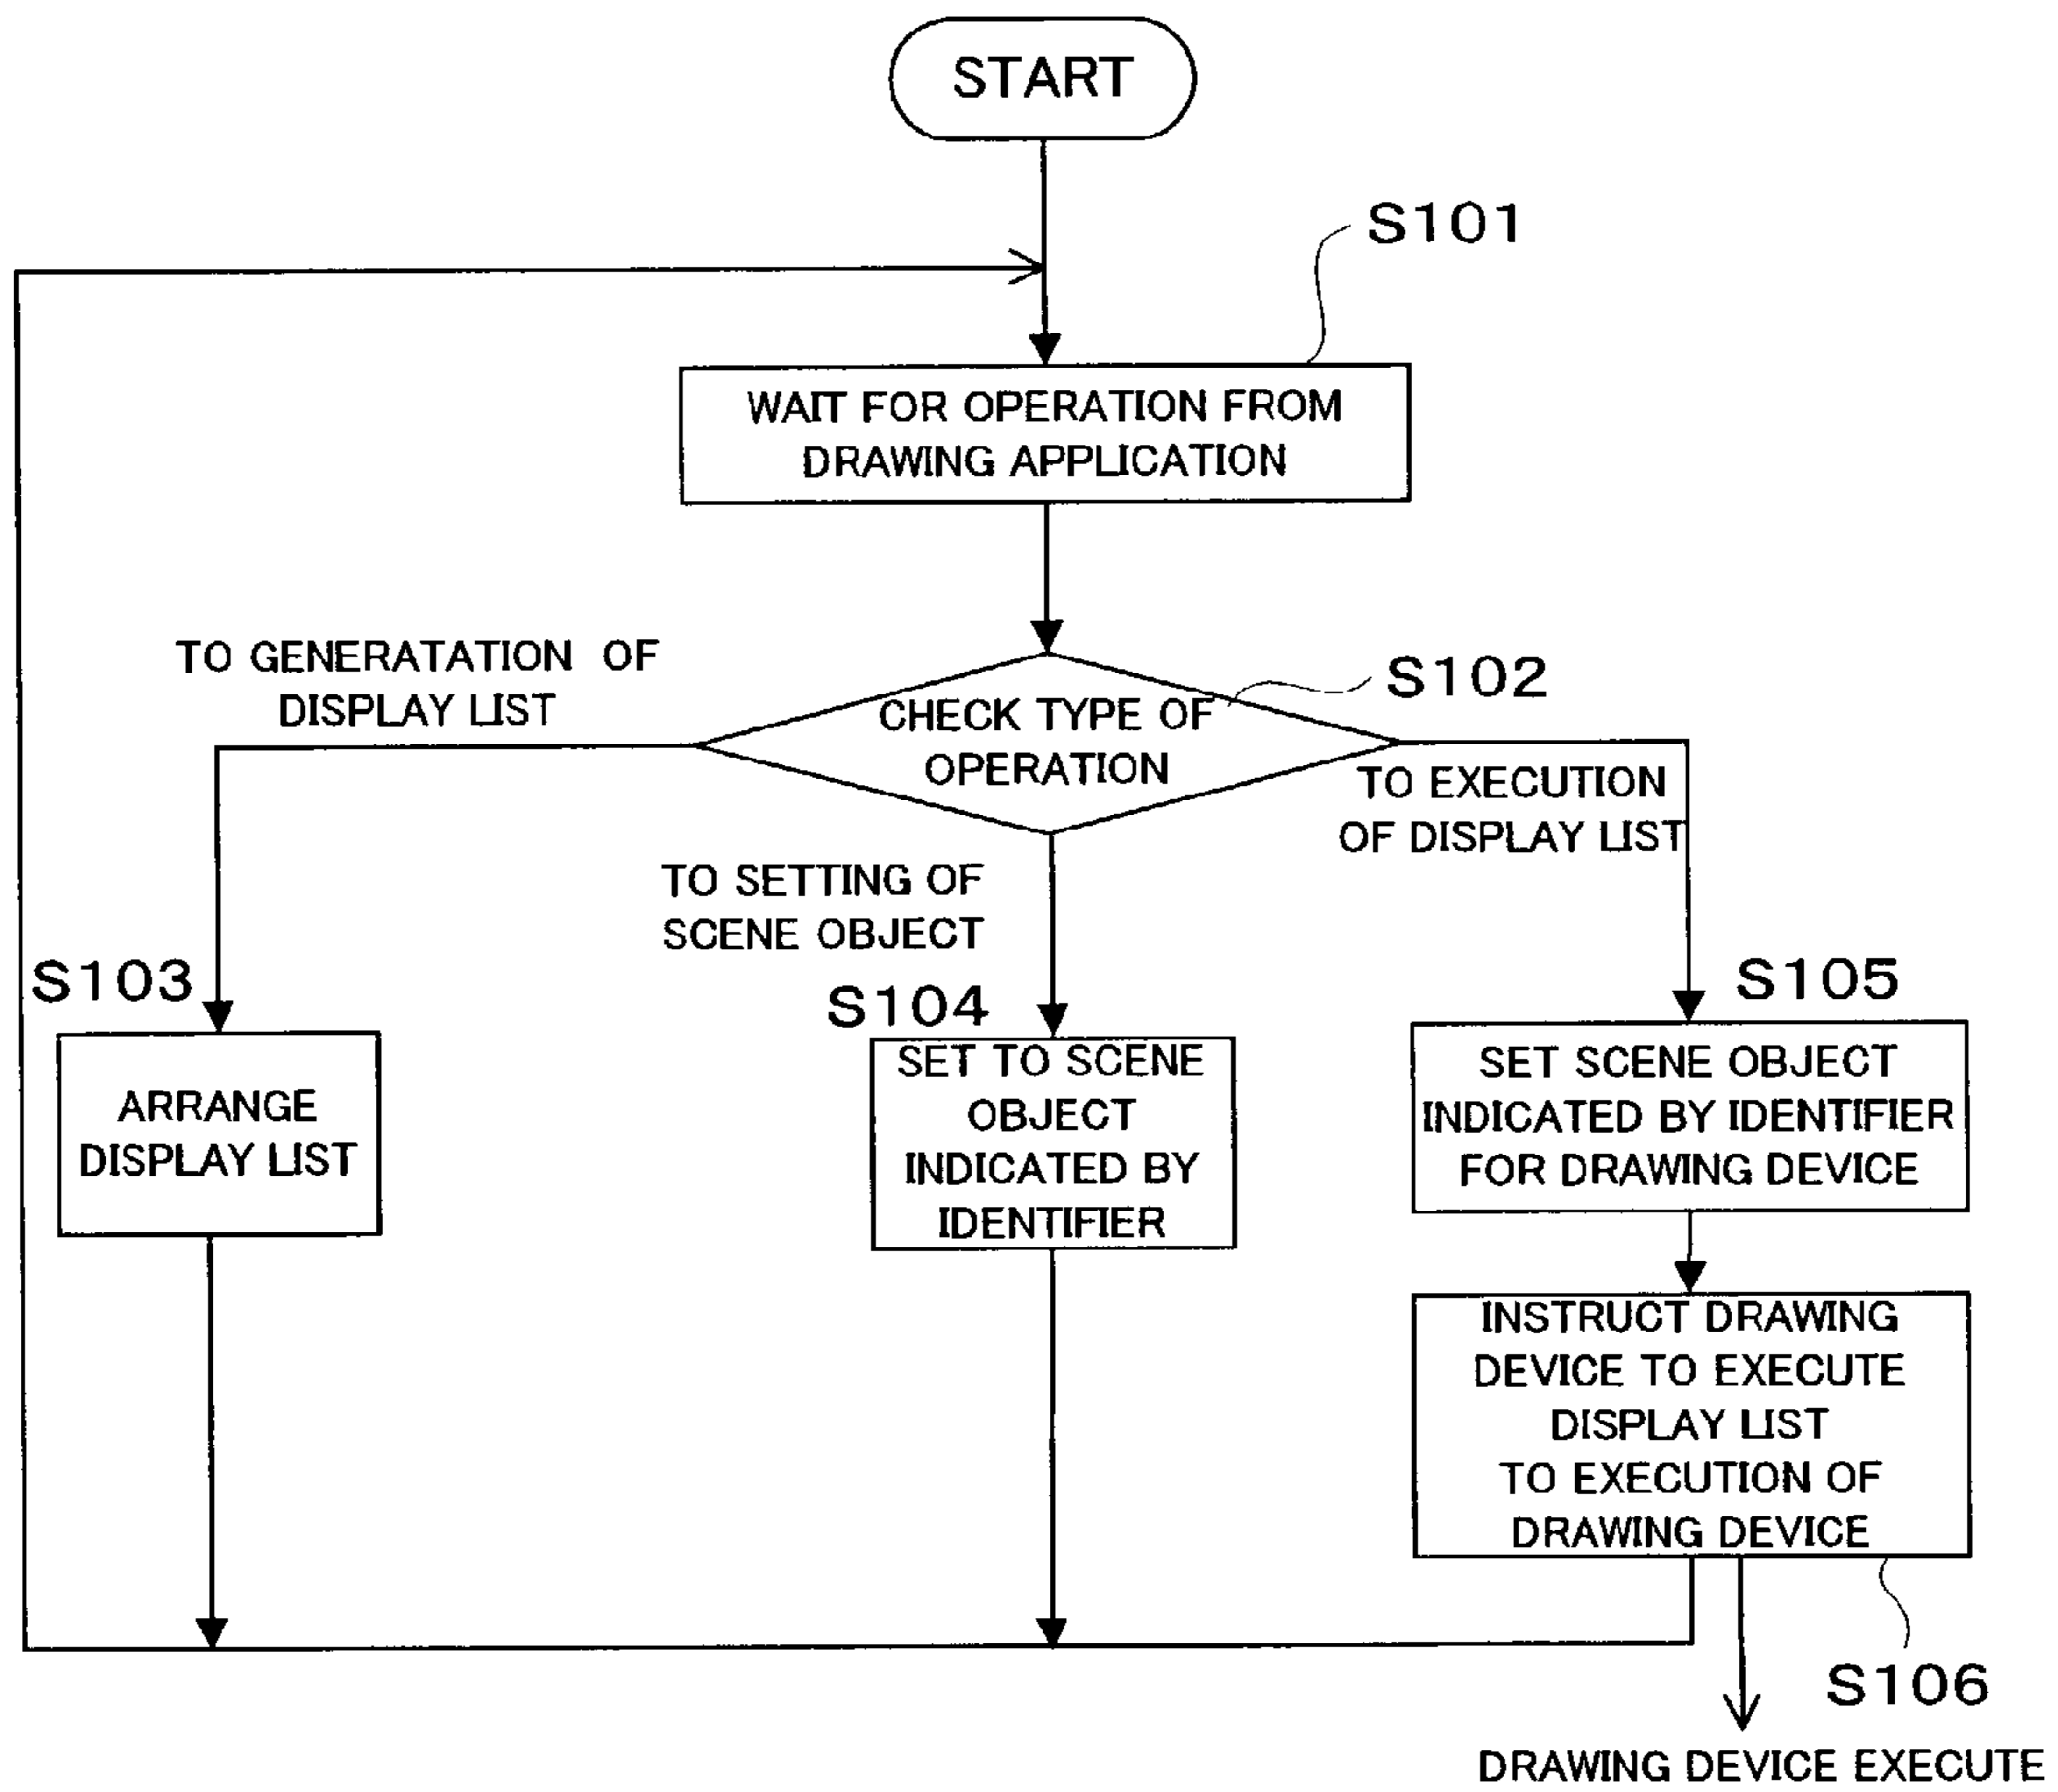 START
S101
WAIT FOR OPERATION FROM
DRAWING APPLICATION
TO GENERATATION OF
DISPLAY LIST
S102
CHECK TYPE OF
OPERATION
TO EXECUTION
OF DISPLAY LIST
TO SETTING OF
SCENE OBJECT
S103
ARRANGE
DISPLAY LIST
S104
SET TO SCENE
OBJECT
INDICATED BY
IDENTIFIER
S105
SET SCENE OBJECT
INDICATED BY IDENTIFIER
FOR DRAWING DEVICE
INSTRUCT DRAWING
DEVICE TO EXECUTE
DISPLAY LIST
TO EXECUTION OF
DRAWING DEVICE
S106
DRAWING DEVICE EXECUTE